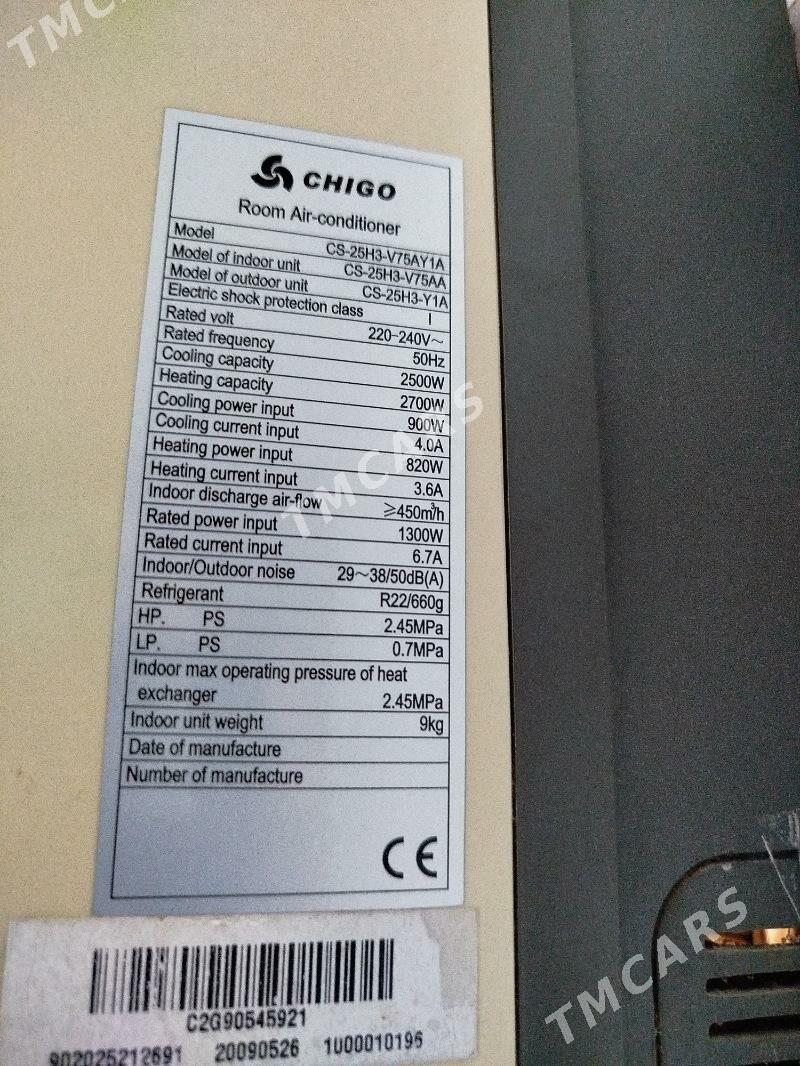 TMC
CHIGO
Room Air-conditioner
Model CS-25H3-V75AY1A
Model of indoor unit CS-25H3-V75AA
Model of outdoor unit CS-25H3-Y1A
Electric shock protection class I
Rated volt 220-240V~
Rated frequency 50Hz
Cooling capacity 2500W
Heating capacity 2700W
Cooling power input 900W
Cooling current input 4.0A
Heating power input 820W
Heating current input 3.6A
Indoor discharge air-flow ≥450m³/h
Rated power input 1300W
Rated current input 6.7A
Indoor/Outdoor noise 29~38/50dB(A)
Refrigerant R22/660g
HP. PS 2.45MPa
LP. PS 0.7MPa
Indoor max operating pressure of heat
exchanger 2.45MPa
Indoor unit weight 9kg
Date of manufacture
Number of manufacture
CE
C2G90545921
902025212691 20090526 1U00010196
TMCARS
TMCARS